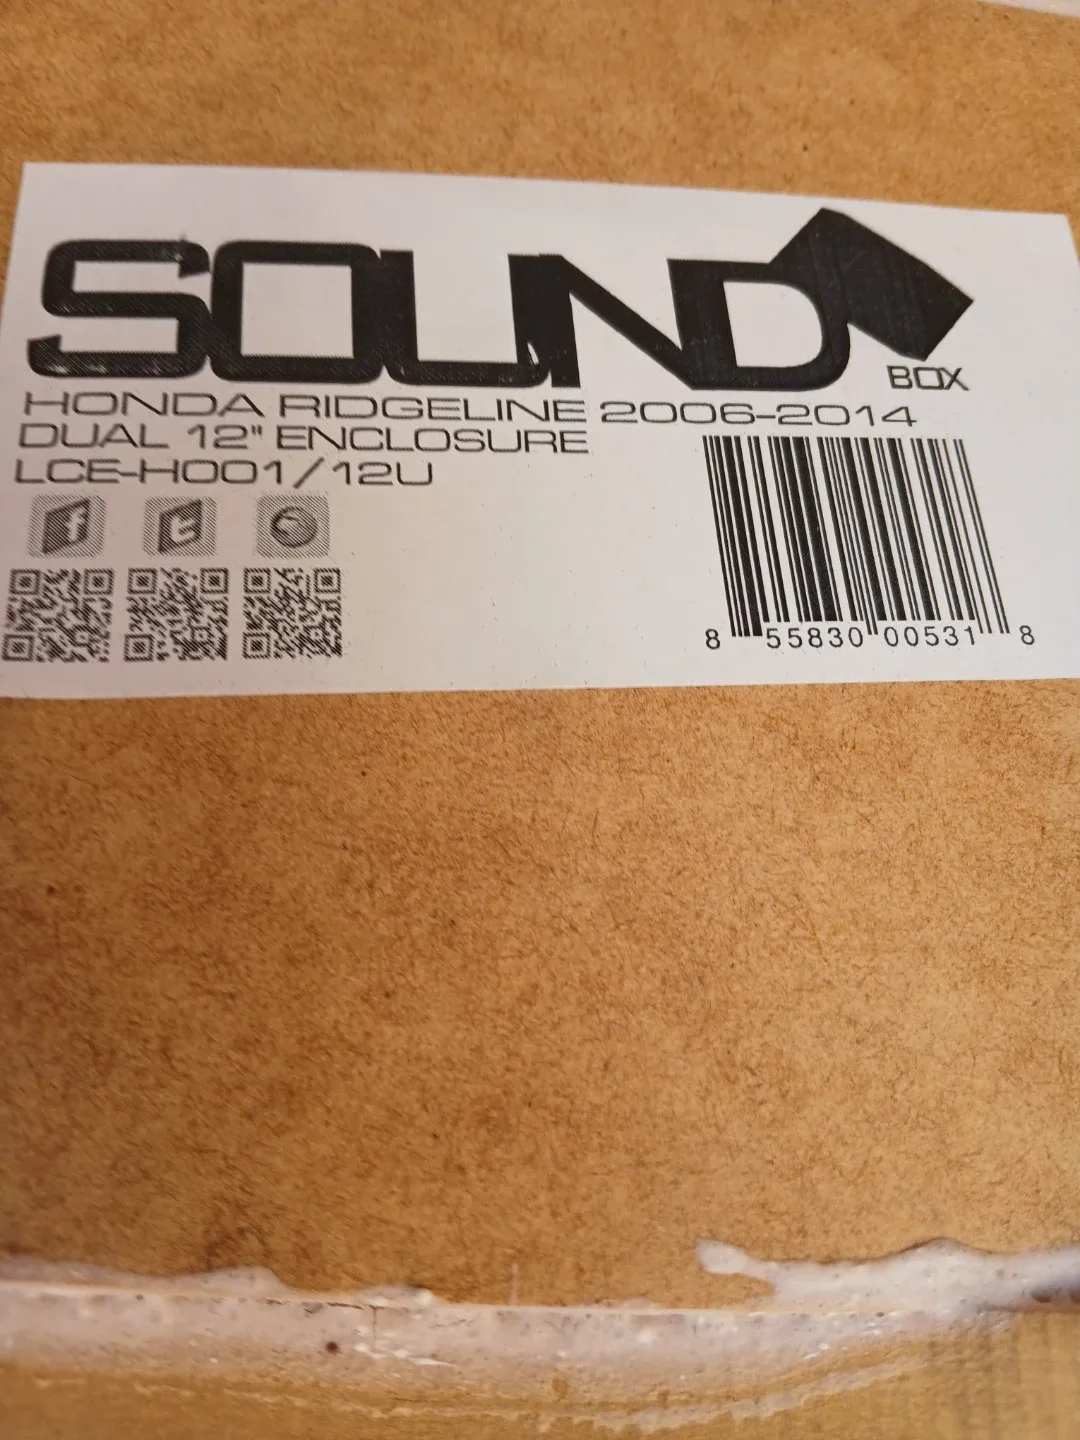 SOUND
BOX
HONDA RIDGELINE 2006-2014
DUAL 12" ENCLOSURE
LCE-H001/12U
f t
8 55830 00531 8